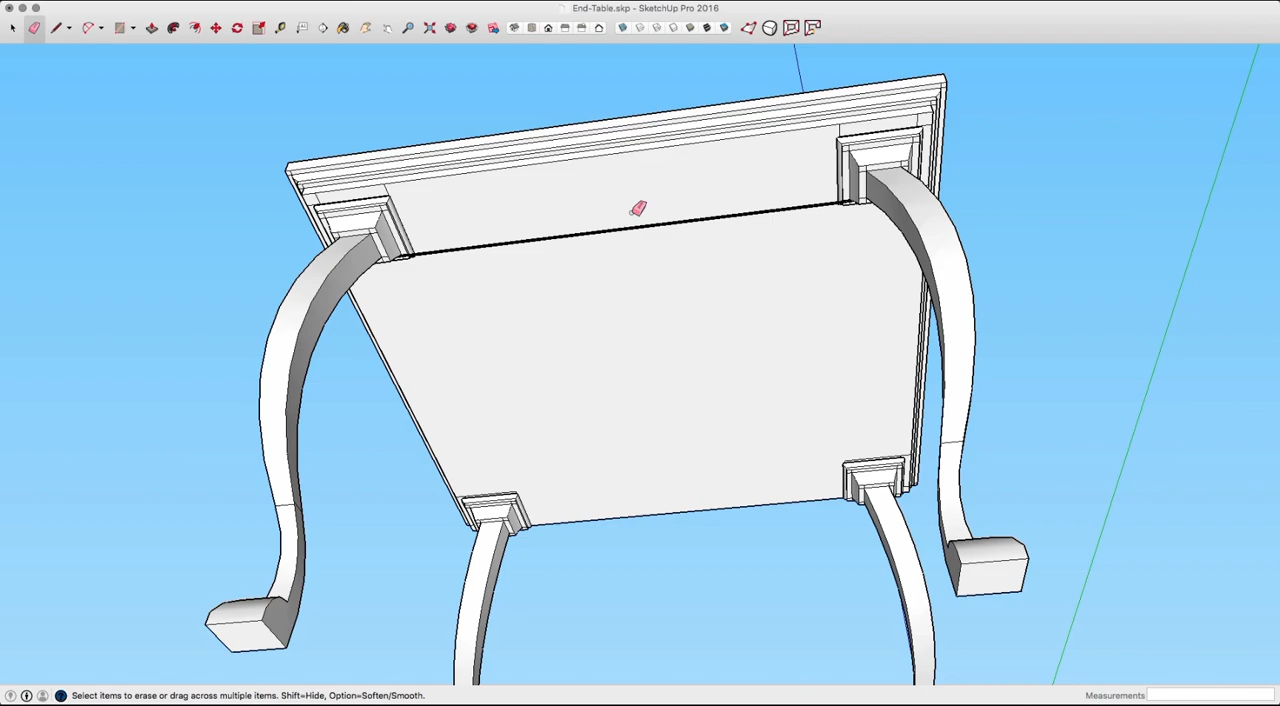 End-Table.skp - SketchUp Pro 2016
Select items to erase or drag across multiple items. Shift=Hide, Option=Soften/Smooth.
Measurements